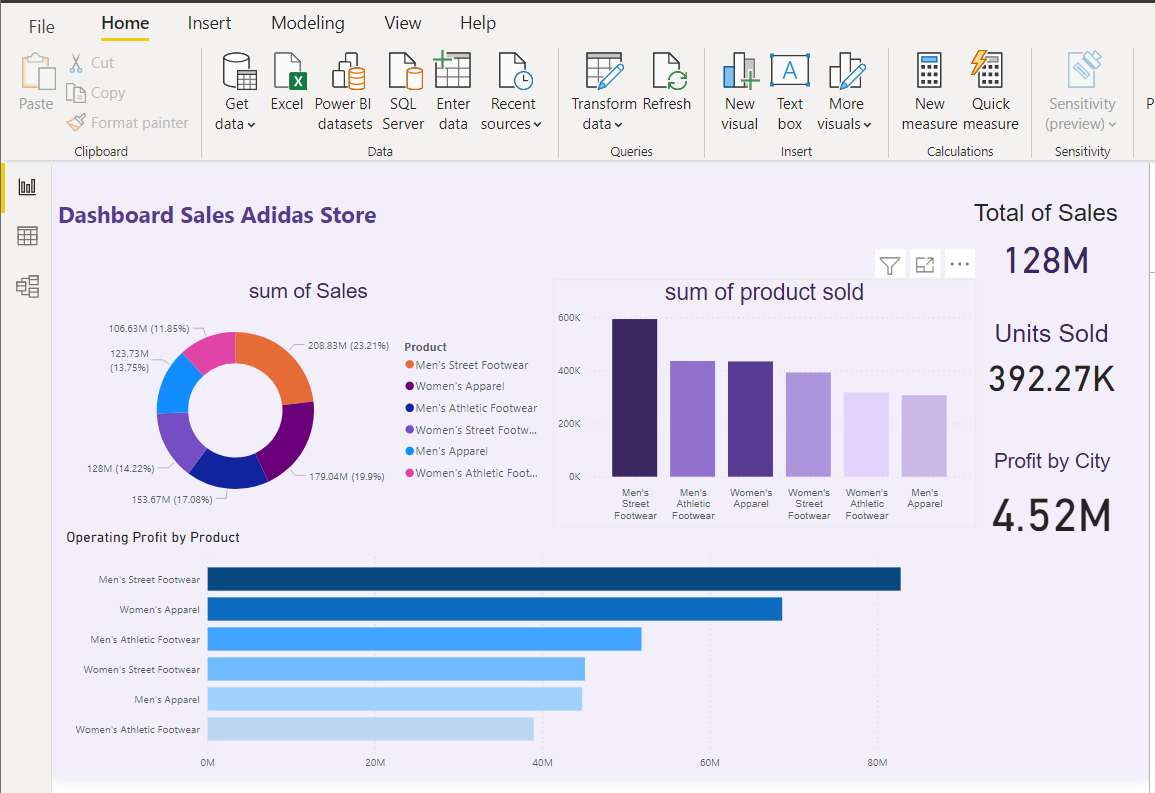 File Home Insert Modeling View Help
Paste
Cut
Copy
Format painter
Clipboard
Get
data
Excel
Power BI
datasets
SQL
Server
Enter
data
Recent
sources
Data
Transform
data
Refresh
Queries
New
visual
Text
box
More
visuals
Insert
New
measure
Quick
measure
Calculations
Sensitivity
(preview)
Sensitivity
P
Dashboard Sales Adidas Store
sum of Sales
106.63M (11.85%)
208.83M (23.21%)
123.73M
(13.75%)
128M (14.22%)
179.04M (19.9%)
153.67M (17.08%)
Product
Men's Street Footwear
Women's Apparel
Men's Athletic Footwear
Women's Street Footw...
Men's Apparel
Women's Athletic Foot...
sum of product sold
600K
400K
200K
0K
Men's
Street
Footwear
Men's
Athletic
Footwear
Women's
Apparel
Women's
Street
Footwear
Women's
Athletic
Footwear
Men's
Apparel
Total of Sales
128M
Units Sold
392.27K
Profit by City
4.52M
Operating Profit by Product
Men's Street Footwear
Women's Apparel
Men's Athletic Footwear
Women's Street Footwear
Men's Apparel
Women's Athletic Footwear
0M 20M 40M 60M 80M